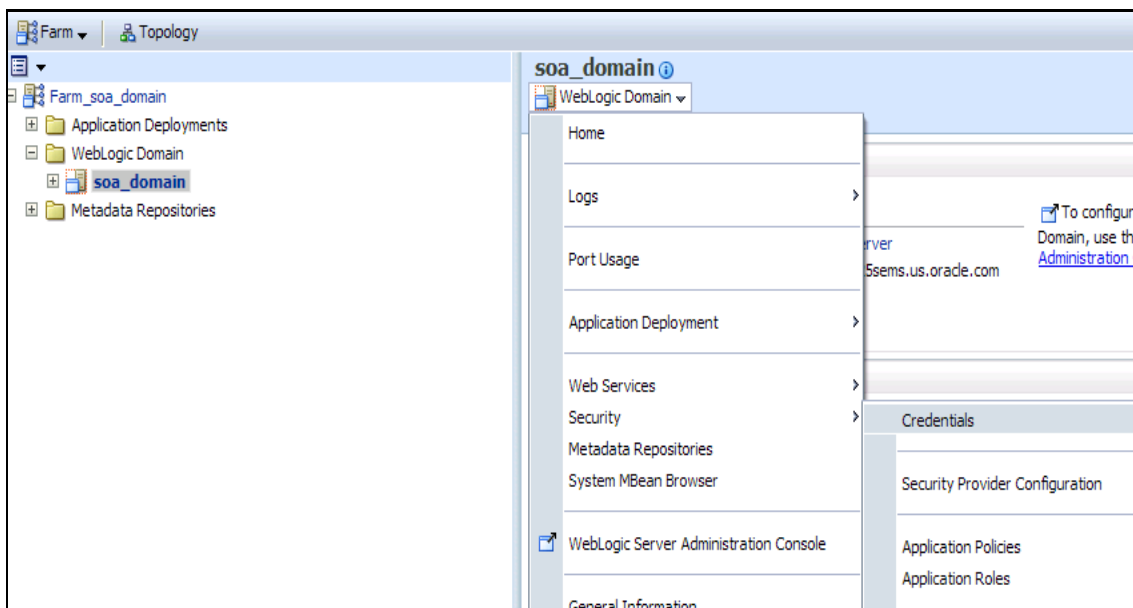 Farm
Topology
Farm_soa_domain
Application Deployments
WebLogic Domain
soa_domain
Metadata Repositories
soa_domain
WebLogic Domain
Home
Logs
Port Usage
Application Deployment
Web Services
Security
Metadata Repositories
System MBean Browser
WebLogic Server Administration Console
General Information
To configur
rver
Domain, use th
5sems.us.oracle.com
Administration
Credentials
Security Provider Configuration
Application Policies
Application Roles